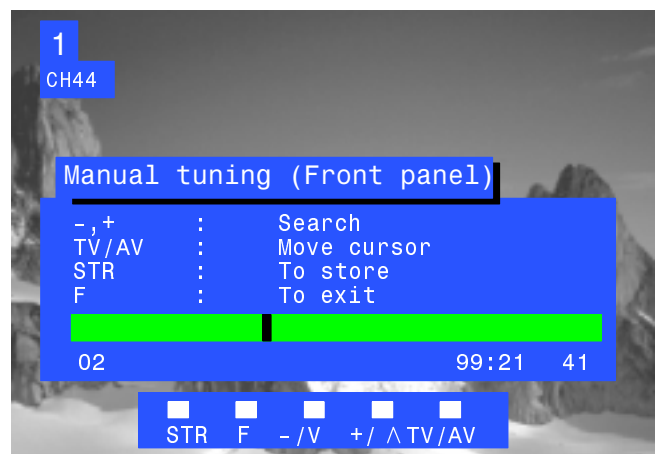 1
CH44
Manual tuning (Front panel)
-,+ : Search
TV/AV : Move cursor
STR : To store
F : To exit
02 99:21 41
STR F -/V +/ΛTV/AV